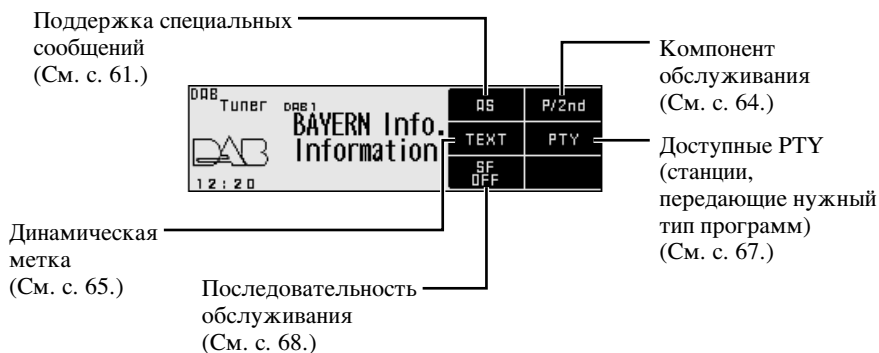 Поддержка специальных
сообщений
(См. с. 61.)
Компонент
обслуживания
(См. с. 64.)
DAB
Tuner
DAB1
BAYERN Info.
Information
DAB
12:20
AS
P/2nd
TEXT
PTY
SF
OFF
Доступные PTY
(станции,
передающие нужный
тип программ)
(См. с. 67.)
Динамическая
метка
(См. с. 65.)
Последовательность
обслуживания
(См. с. 68.)